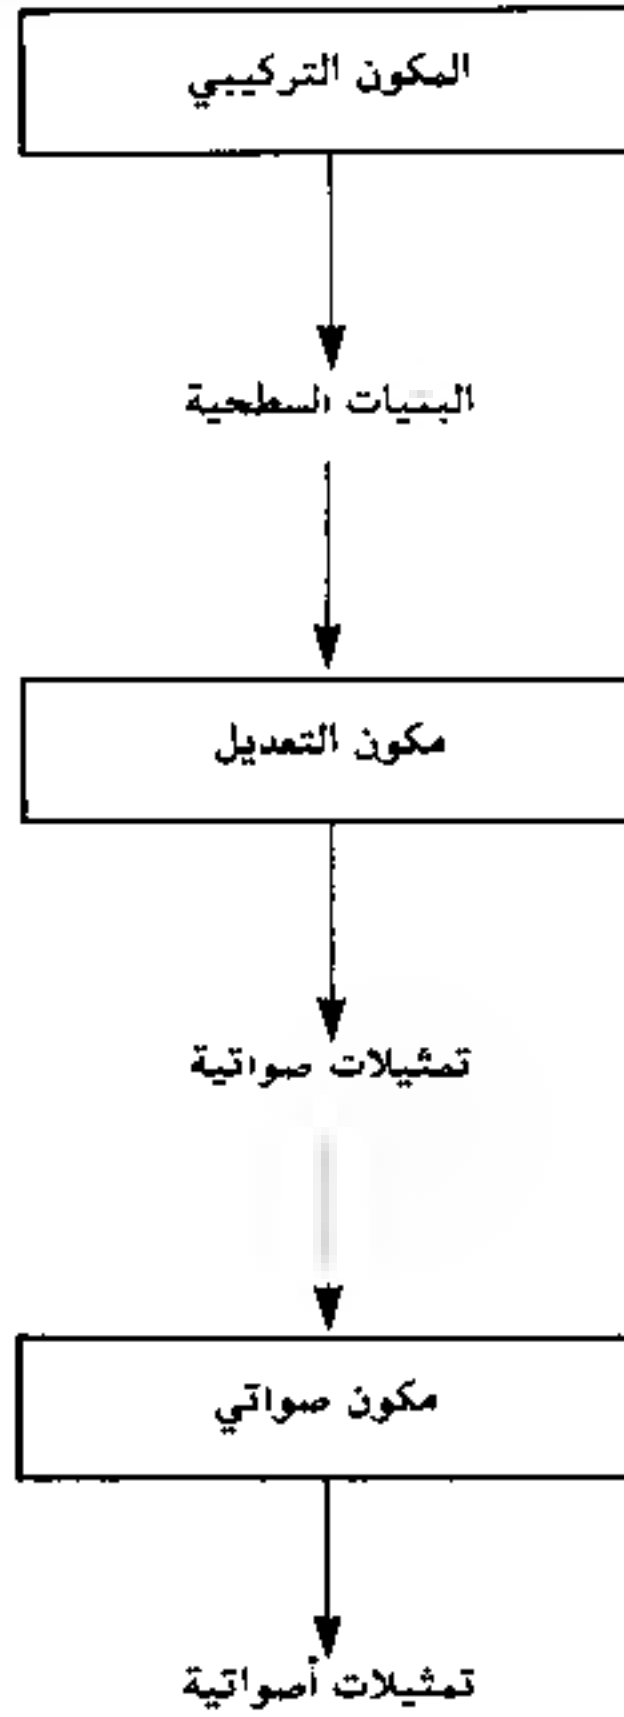 المكون التركيبي
البنيات السطحية
مكون التعديل
تمثيلات صواتية
مكون صواتي
تمثيلات أصواتية